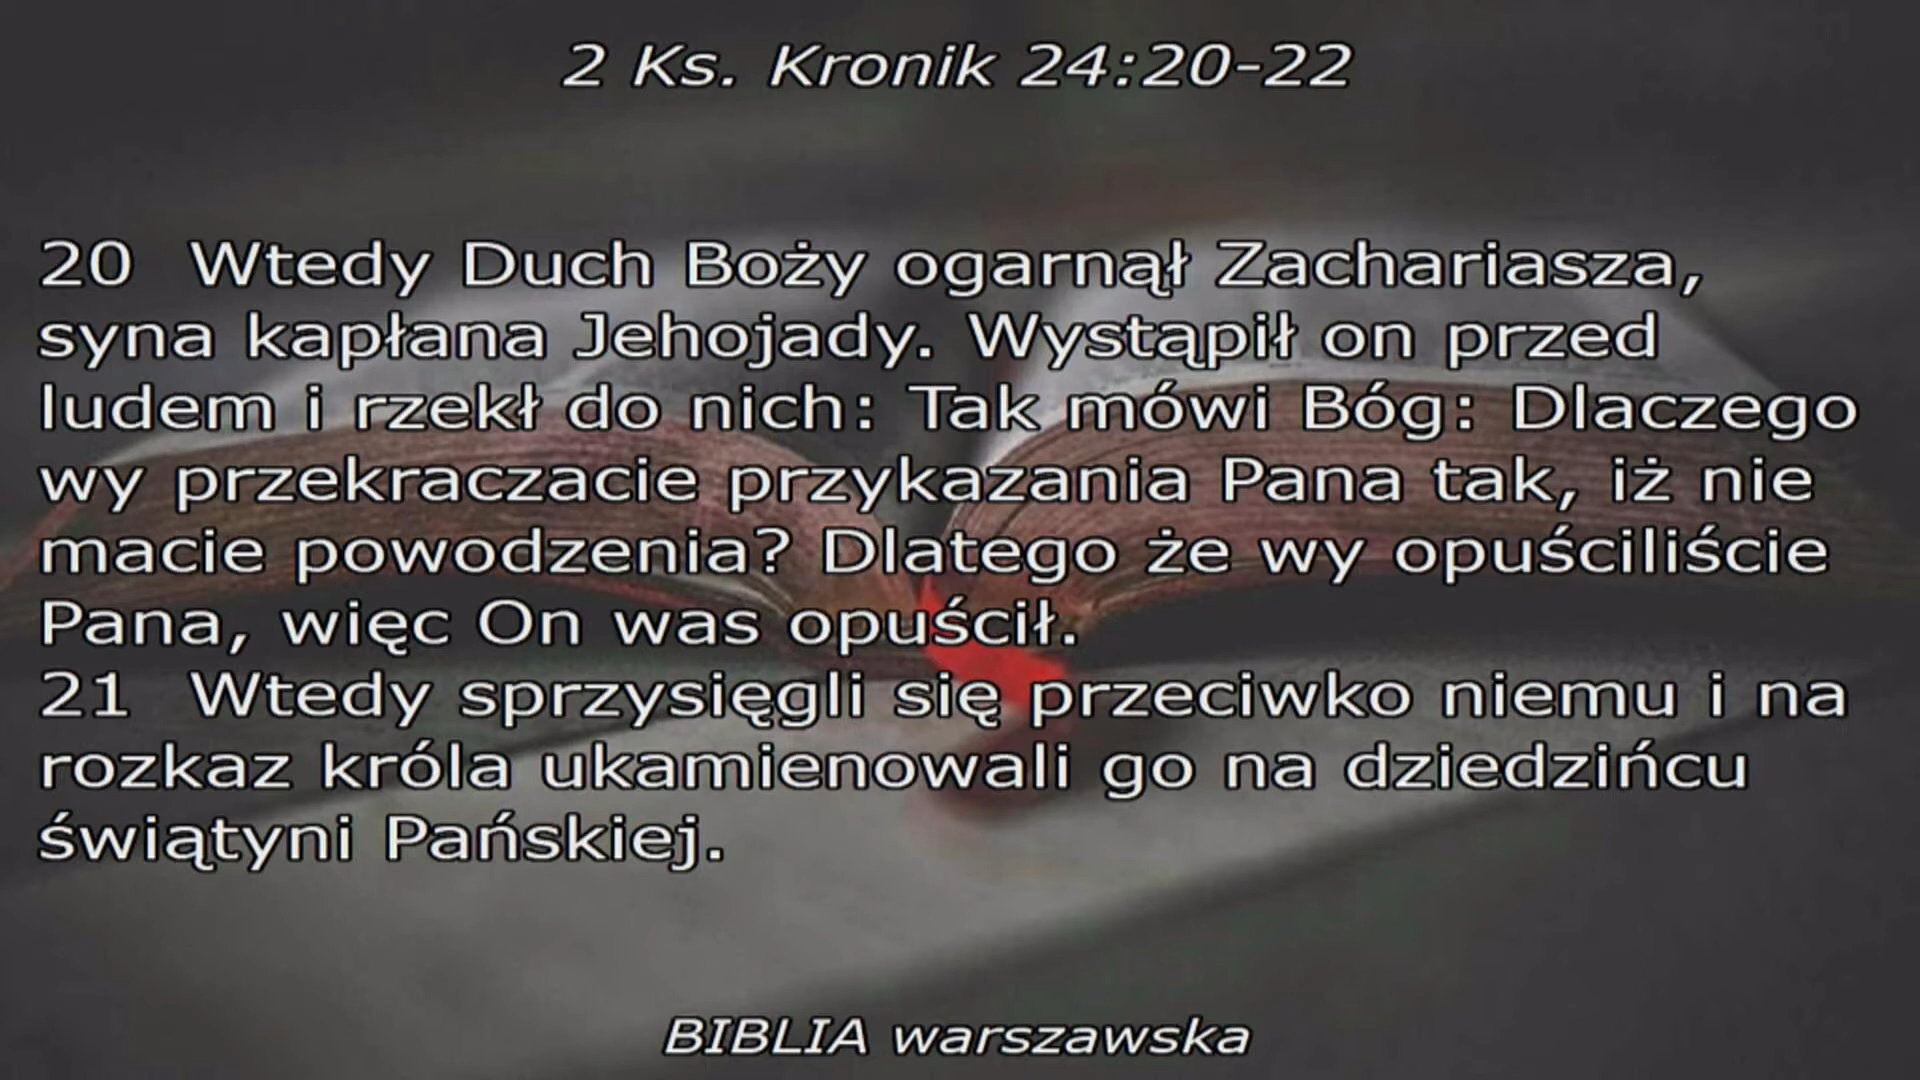 2 Ks. Kronik 24:20-22
20 Wtedy Duch Boży ogarnął Zachariasza,
syna kapłana Jehojady. Wystąpił on przed
ludem i rzekł do nich: Tak mówi Bóg: Dlaczego
wy przekraczacie przykazania Pana tak, iż nie
macie powodzenia? Dlatego że wy opuściliście
Pana, więc On was opuścił.
21 Wtedy sprzysięgli się przeciwko niemu i na
rozkaz króla ukamienowali go na dziedzińcu
świątyni Pańskiej.
BIBLIA warszawska